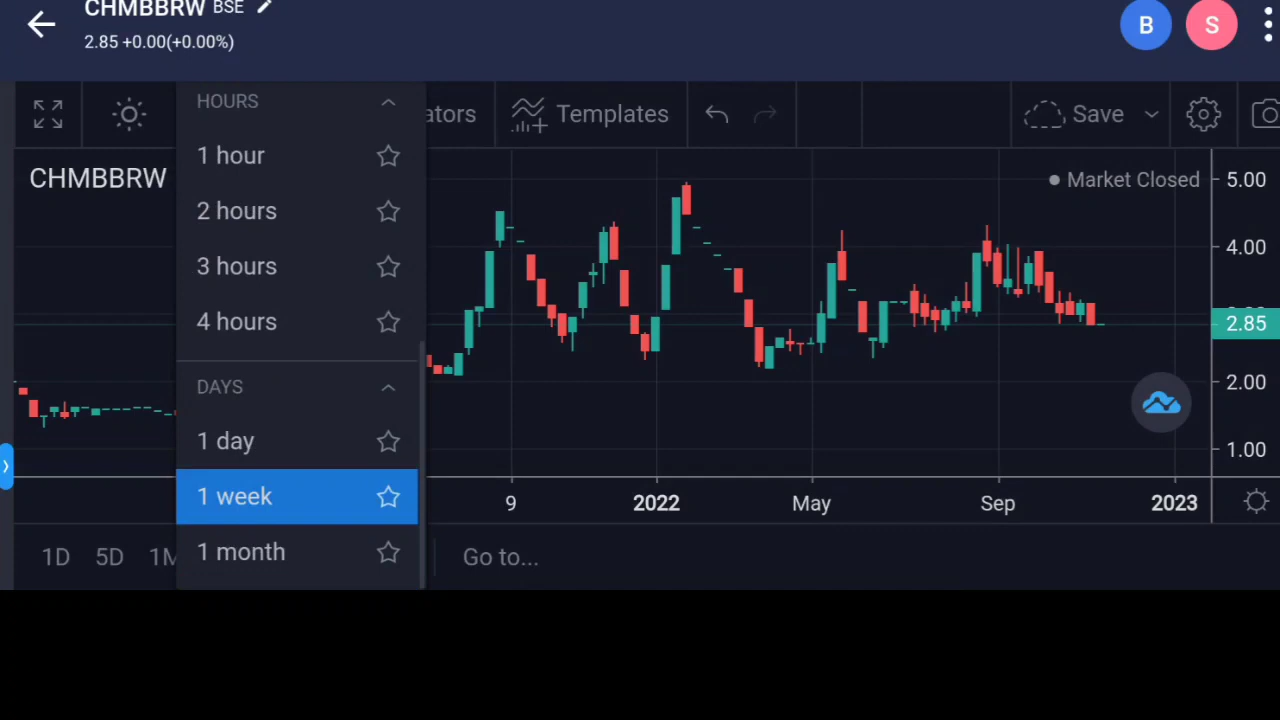 CHMBBRW BSE
2.85 +0.00(+0.00%)
B
S
HOURS
ators
Templates
Save
1 hour
CHMBBRW
Market Closed
5.00
2 hours
4.00
3 hours
4 hours
2.85
DAYS
2.00
1 day
1.00
1 week
9
2022
May
Sep
2023
1D
5D
1M
1 month
Go to...